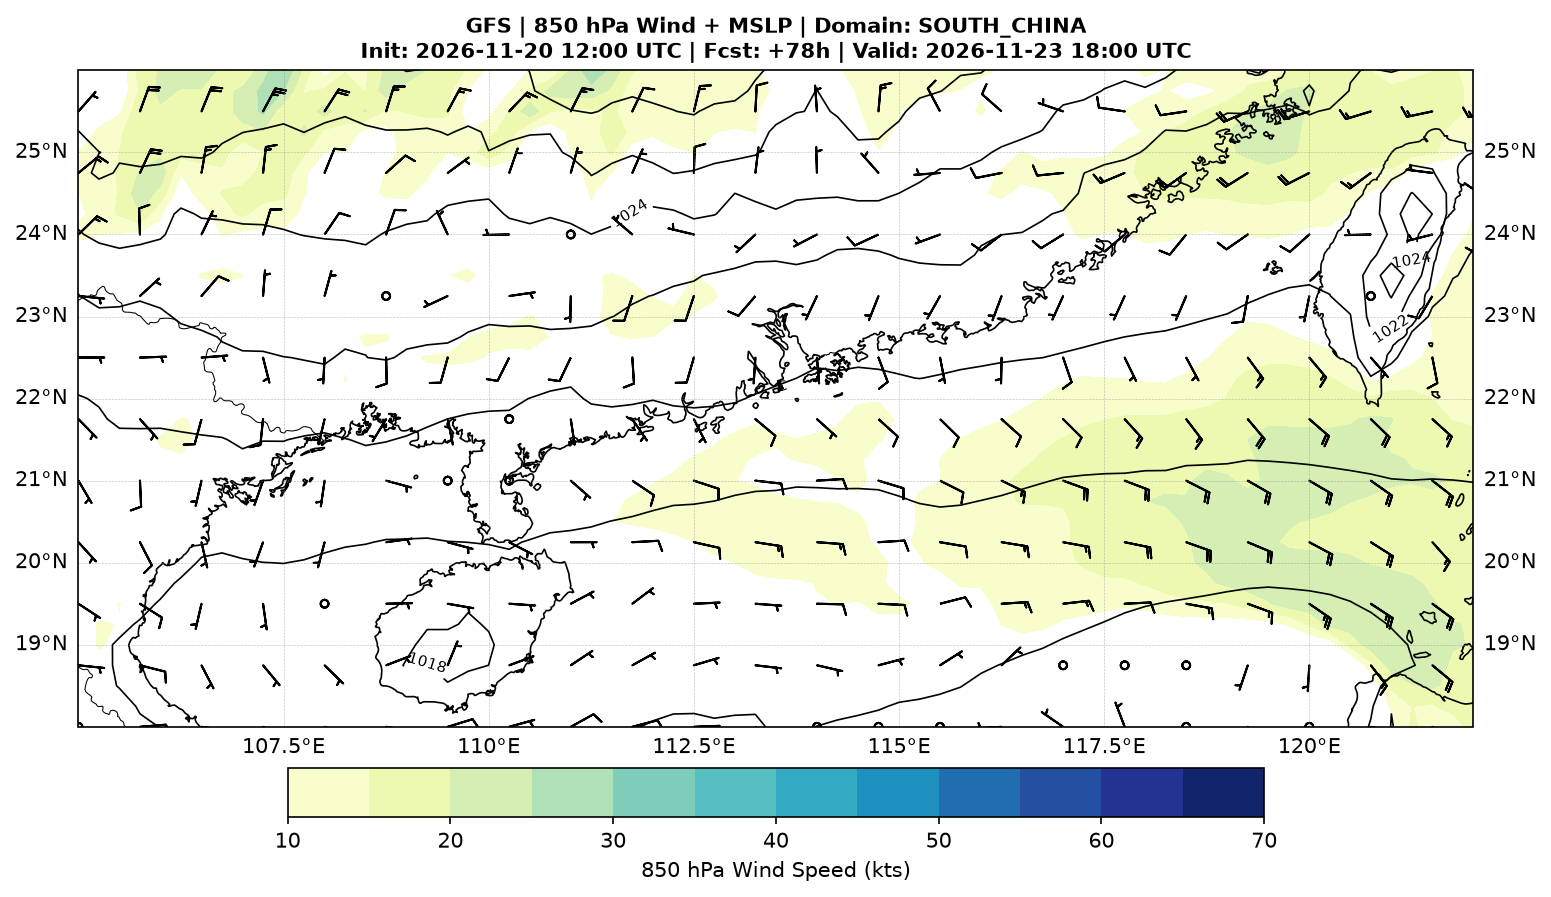 GFS | 850 hPa Wind + MSLP | Domain: SOUTH_CHINA
Init: 2026-11-20 12:00 UTC | Fcst: +78h | Valid: 2026-11-23 18:00 UTC
25°N 25°N
24°N 24°N
23°N 23°N
22°N 22°N
21°N 21°N
20°N 20°N
19°N 19°N
1024
1024
1022
1018
107.5°E 110°E 112.5°E 115°E 117.5°E 120°E
10 20 30 40 50 60 70
850 hPa Wind Speed (kts)